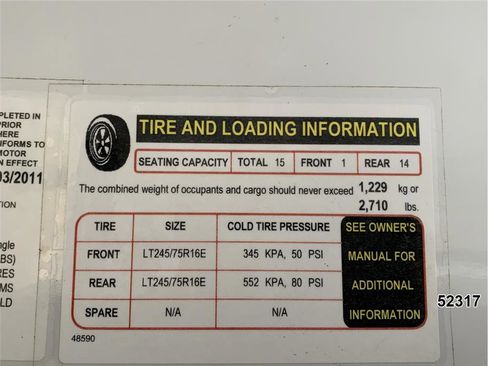 PLETED IN
PRIOR
HERE
IFORMS TO
MOTOR
N EFFECT
03/2011
TION
ngle
BS)
RES
MS
LD
TIRE AND LOADING INFORMATION
SEATING CAPACITY TOTAL 15 FRONT 1 REAR 14
The combined weight of occupants and cargo should never exceed 1,229 kg or
2,710 lbs.
TIRE SIZE COLD TIRE PRESSURE SEE OWNER'S
FRONT LT245/75R16E 345 KPA, 50 PSI MANUAL FOR
REAR LT245/75R16E 552 KPA, 80 PSI ADDITIONAL
SPARE N/A N/A INFORMATION
48590
52317